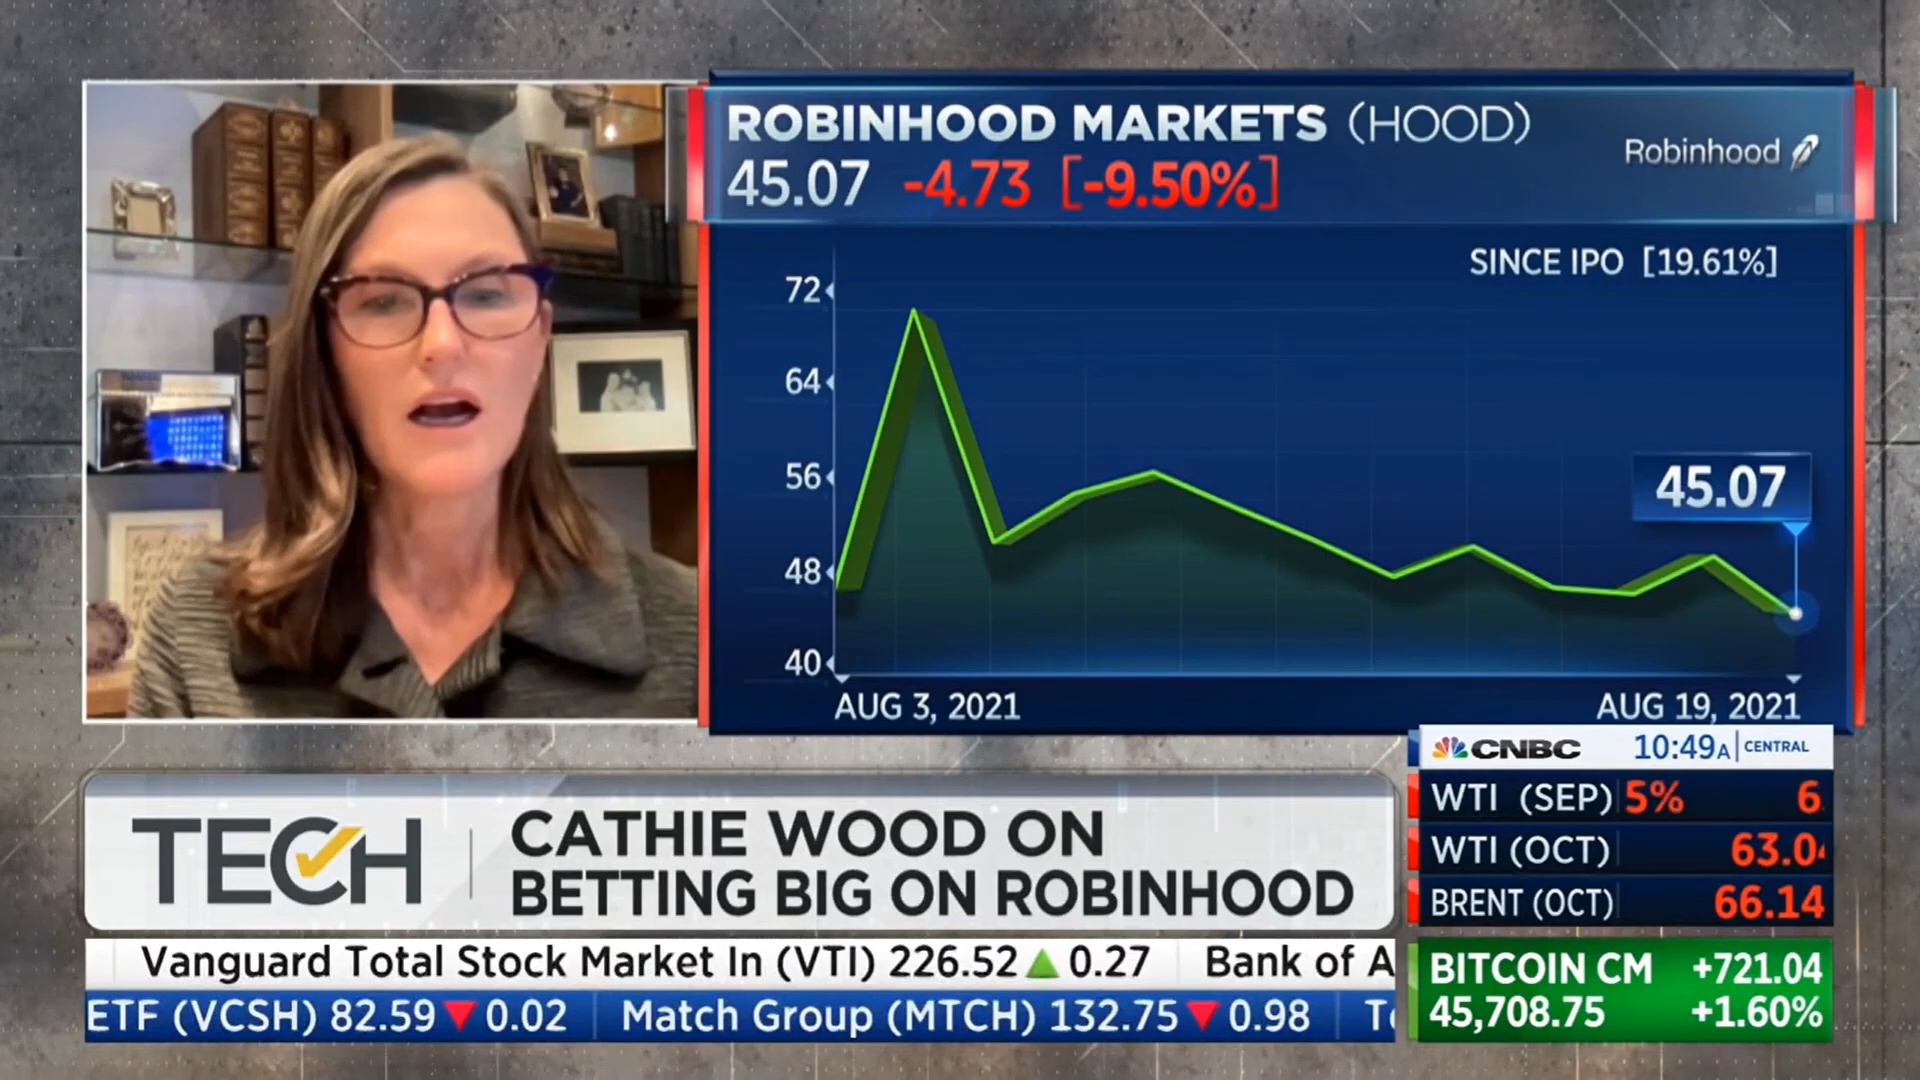 ROBINHOOD MARKETS (HOOD)
45.07 -4.73 [-9.50%]
Robinhood
SINCE IPO [19.61%]
72
64
56
48
40
45.07
AUG 3, 2021
AUG 19, 2021
CNBC 10:49A CENTRAL
WTI (SEP) 5% 6
WTI (OCT) 63.0
BRENT (OCT) 66.14
TECH
CATHIE WOOD ON
BETTING BIG ON ROBINHOOD
Vanguard Total Stock Market In (VTI) 226.52 ▲ 0.27 Bank of A
ETF (VCSH) 82.59 ▼ 0.02 Match Group (MTCH) 132.75 ▼ 0.98
BITCOIN CM +721.04
45,708.75 +1.60%